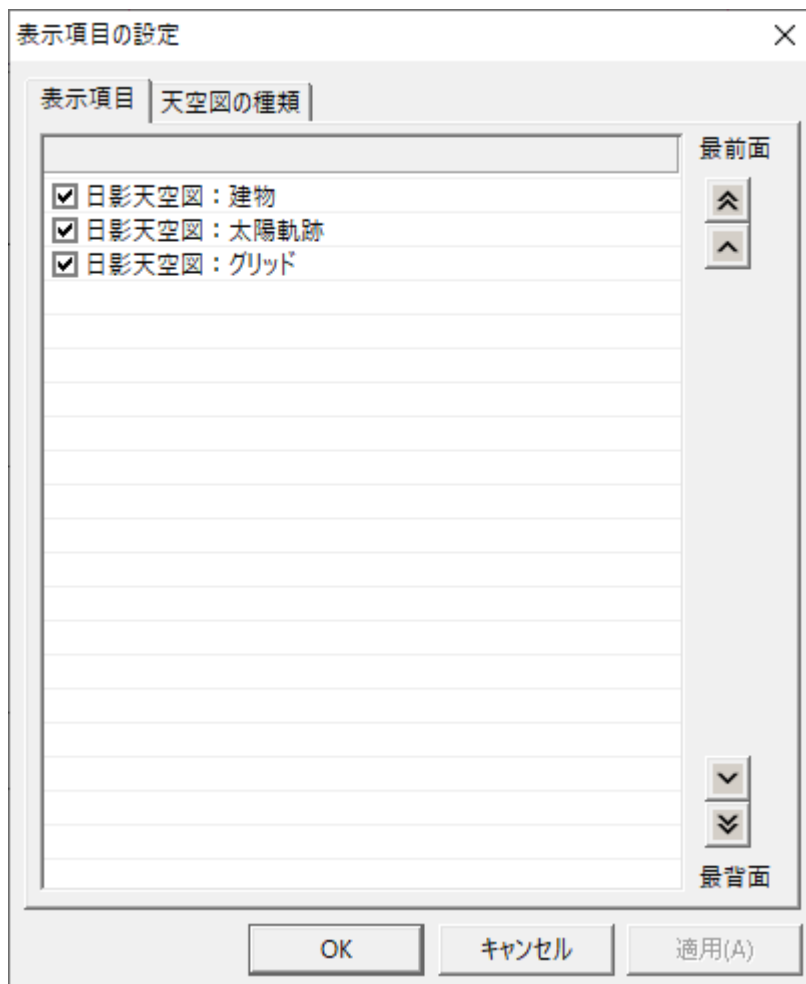 表示項目の設定
表示項目
天空図の種類
最前面
日影天空図：建物
日影天空図：太陽軌跡
日影天空図：グリッド
最背面
OK
キャンセル
適用(A)